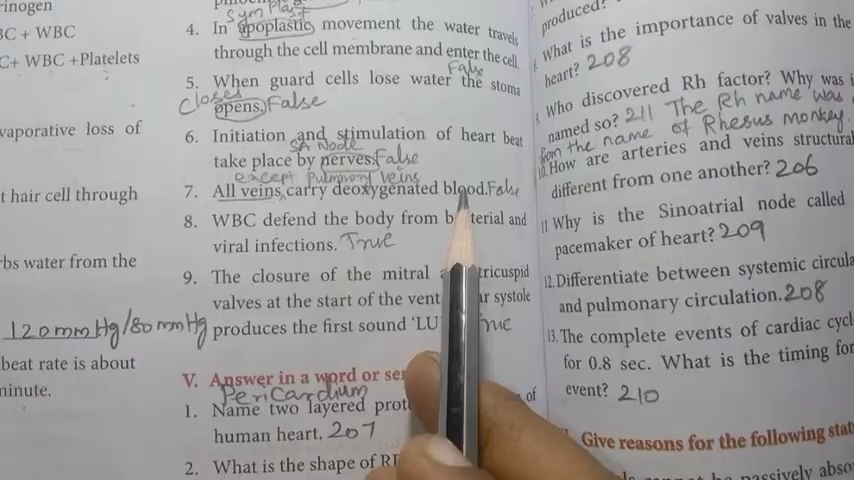 rinogen
BC + WBC
C+ WBC +Platelets
vaporative loss of
t hair cell through
rbs water from the
120mmHg/80mmHg
beat rate is about
minute.
Symplast
4. In apoplastic movement the water travels
through the cell membrane and enter the cell.
False
5. When guard cells lose water the stoma
closes
opens. False
6. Initiation and stimulation of heart beat
SA Node
take place by nerves. False
except pulmonary veins
7. All veins carry deoxygenated blood. False
8. WBC defend the body from bacterial and
viral infections. True
9. The closure of the mitral tricuspid
valves at the start of the systole
produces the first sound
V. Answer in a word or
Pericardium
1. Name two layered of
human heart. 207
2. What is the shape of
produced?
What is the importance of valves in the
heart? 208
Who discovered Rh factor? Why was i
named so? 211 The Rh name was
from the name of Rhesus monkey.
10. How are arteries and veins structural
different from one another? 206
11 Why is the Sinoatrial node called
pacemaker of heart? 209
12. Differentiate between systemic circula
and pulmonary circulation. 208
13. The complete events of cardiac cycl
for 0.8 sec. What is the timing for
event? 210
Give reasons for the following stat
be passively abso